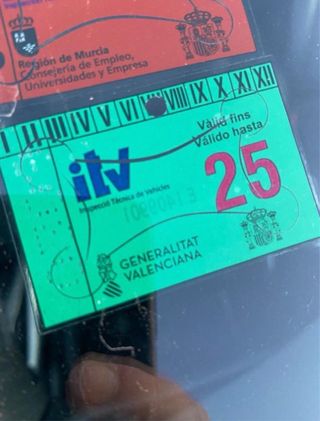 Región de Murcia
Consejería de Empleo,
Universidades y Empresa
I II III IV V VI VIII IX X XI XII
Vàlid fins
Válido hasta
itv
25
Inspecció Tècnica de Vehicles
GENERALITAT
VALENCIANA